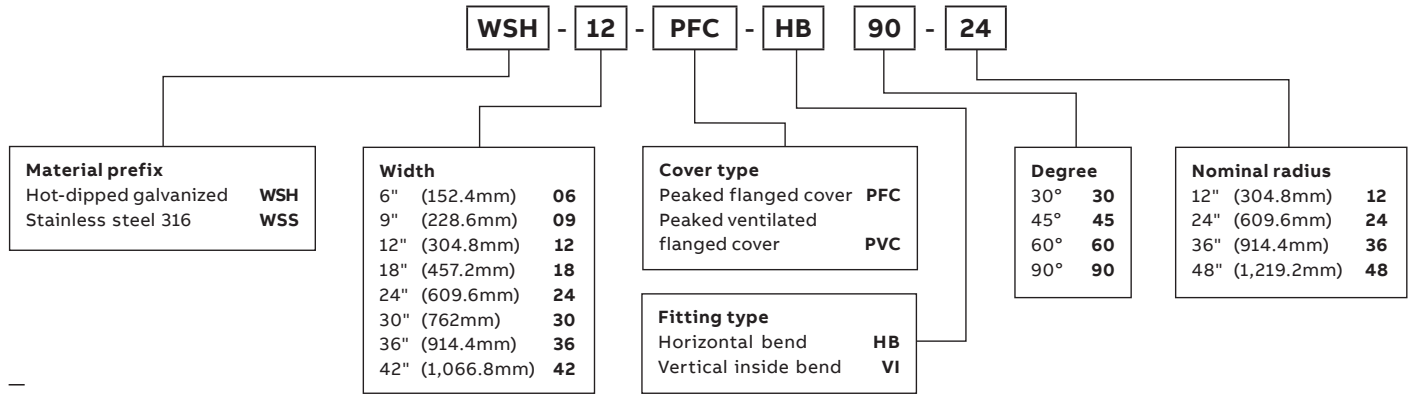 WSH - 12 - PFC - HB 90 - 24
Material prefix
Hot-dipped galvanized WSH
Stainless steel 316 WSS
Width
6" (152.4mm) 06
9" (228.6mm) 09
12" (304.8mm) 12
18" (457.2mm) 18
24" (609.6mm) 24
30" (762mm) 30
36" (914.4mm) 36
42" (1,066.8mm) 42
Cover type
Peaked flanged cover PFC
Peaked ventilated
flanged cover PVC
Fitting type
Horizontal bend HB
Vertical inside bend VI
Degree
30° 30
45° 45
60° 60
90° 90
Nominal radius
12" (304.8mm) 12
24" (609.6mm) 24
36" (914.4mm) 36
48" (1,219.2mm) 48
—